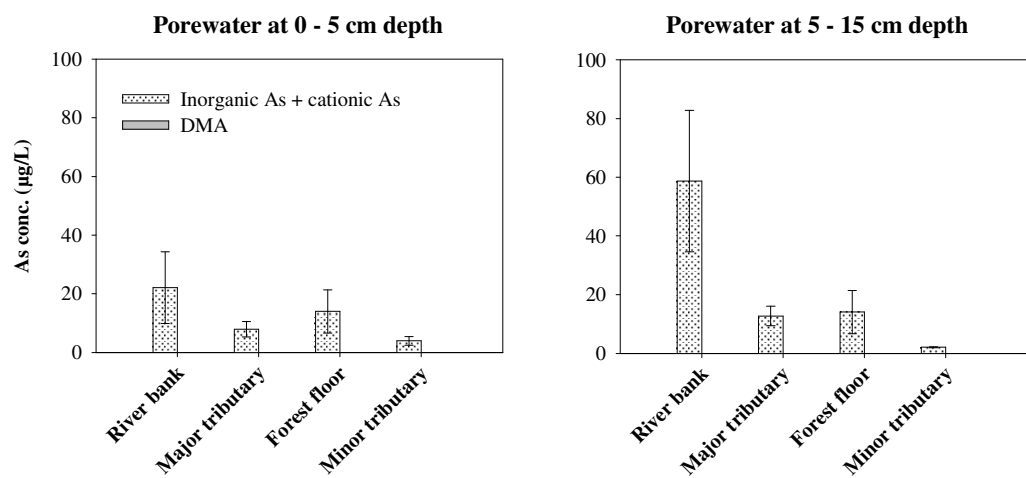 Porewater at 0 - 5 cm depth
As conc. (µg/L)
100
80
60
40
20
0
Inorganic As + cationic As
DMA
River bank
Major tributary
Forest floor
Minor tributary
Porewater at 5 - 15 cm depth
100
80
60
40
20
0
River bank
Major tributary
Forest floor
Minor tributary